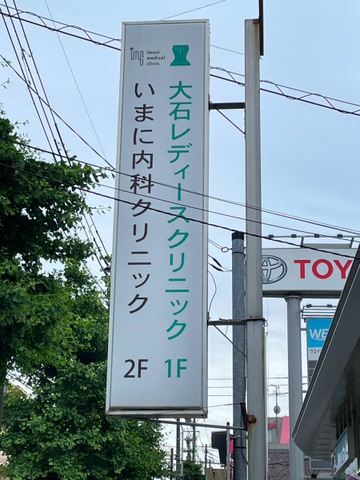 imani
medical
clinic
大石レディースクリニック 1F
いまに内科クリニック 2F
TOY
WE